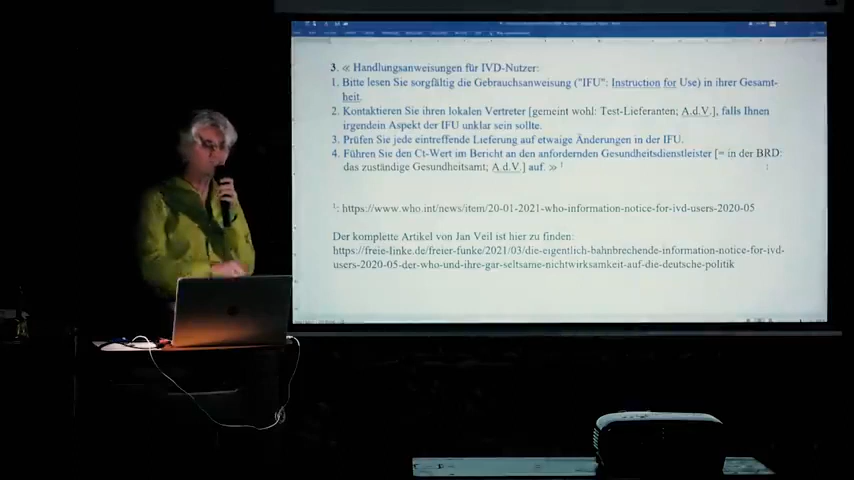 3. « Handlungsanweisungen für IVD-Nutzer:
1. Bitte lesen Sie sorgfältig die Gebrauchsanweisung ("IFU": Instruction for Use) in ihrer Gesamt-
heit.
2. Kontaktieren Sie ihren lokalen Vertreter [gemeint wohl: Test-Lieferanten; A.d.V.], falls Ihnen
irgendein Aspekt der IFU unklar sein sollte.
3. Prüfen Sie jede eintreffende Lieferung auf etwaige Änderungen in der IFU.
4. Führen Sie den Ct-Wert im Bericht an den anfordernden Gesundheitsdienstleister [= in der BRD:
das zuständige Gesundheitsamt; A.d.V.] auf. » ¹
¹: https://www.who.int/news/item/20-01-2021-who-information-notice-for-ivd-users-2020-05
Der komplette Artikel von Jan Veil ist hier zu finden:
https://freie-linke.de/freier-funke/2021/03/die-eigentlich-bahnbrechende-information-notice-for-ivd-
users-2020-05-der-who-und-ihre-gar-seltsame-nichtwirksamkeit-auf-die-deutsche-politik